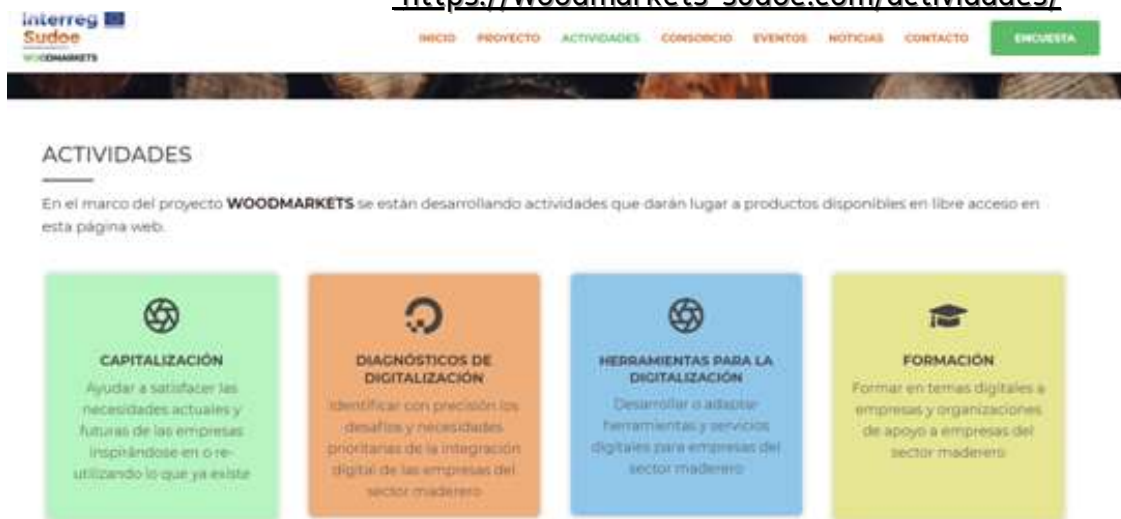 https://woodmarkets-sudoe.com/actividades/
Interreg
Sudoe
WOODMARKETS
INICIO PROYECTO ACTIVIDADES CONSORCIO EVENTOS NOTICIAS CONTACTO ENCUESTA
ACTIVIDADES
En el marco del proyecto WOODMARKETS se están desarrollando actividades que darán lugar a productos disponibles en libre acceso en
esta página web.
CAPITALIZACIÓN
Ayudar a satisfacer las
necesidades actuales y
futuras de las empresas
inspirándose en o re-
utilizando lo que ya existe
DIAGNÓSTICOS DE
DIGITALIZACIÓN
Identificar con precisión los
desafíos y necesidades
prioritarias de la integración
digital de las empresas del
sector maderero
HERRAMIENTAS PARA LA
DIGITALIZACIÓN
Desarrollar o adaptar
herramientas y servicios
digitales para empresas del
sector maderero
FORMACIÓN
Formar en temas digitales a
empresas y organizaciones
de apoyo a empresas del
sector maderero